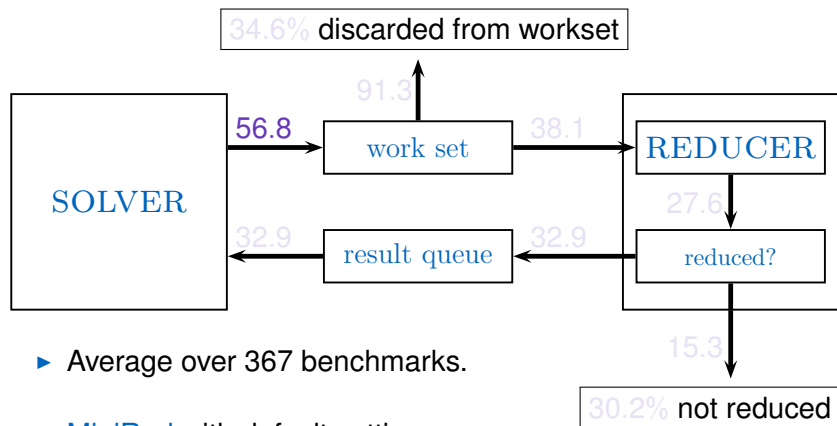 34.6% discarded from workset
91.3
56.8
38.1
work set
REDUCER
SOLVER
27.6
32.9
32.9
result queue
reduced?
Average over 367 benchmarks.
15.3
30.2% not reduced